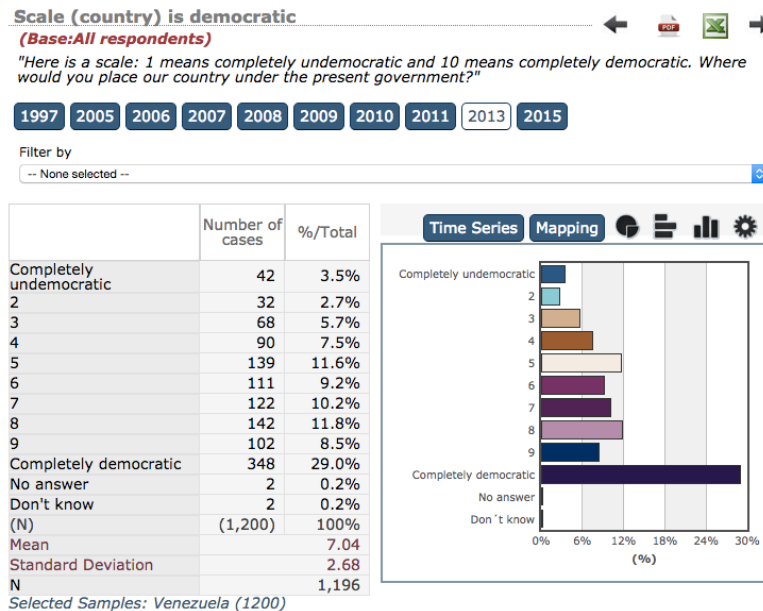 Scale (country) is democratic
(Base:All respondents)
"Here is a scale: 1 means completely undemocratic and 10 means completely democratic. Where
would you place our country under the present government?"
PDF
1997 2005 2006 2007 2008 2009 2010 2011 2013 2015
Filter by
-- None selected --
Number of
cases
%/Total
Completely
undemocratic 42 3.5%
2 32 2.7%
3 68 5.7%
4 90 7.5%
5 139 11.6%
6 111 9.2%
7 122 10.2%
8 142 11.8%
9 102 8.5%
Completely democratic 348 29.0%
No answer 2 0.2%
Don't know 2 0.2%
(N) (1,200) 100%
Mean 7.04
Standard Deviation 2.68
N 1,196
Selected Samples: Venezuela (1200)
Time Series Mapping
Completely undemocratic
2
3
4
5
6
7
8
9
Completely democratic
No answer
Don´t know
0% 6% 12% 18% 24% 30%
(%)